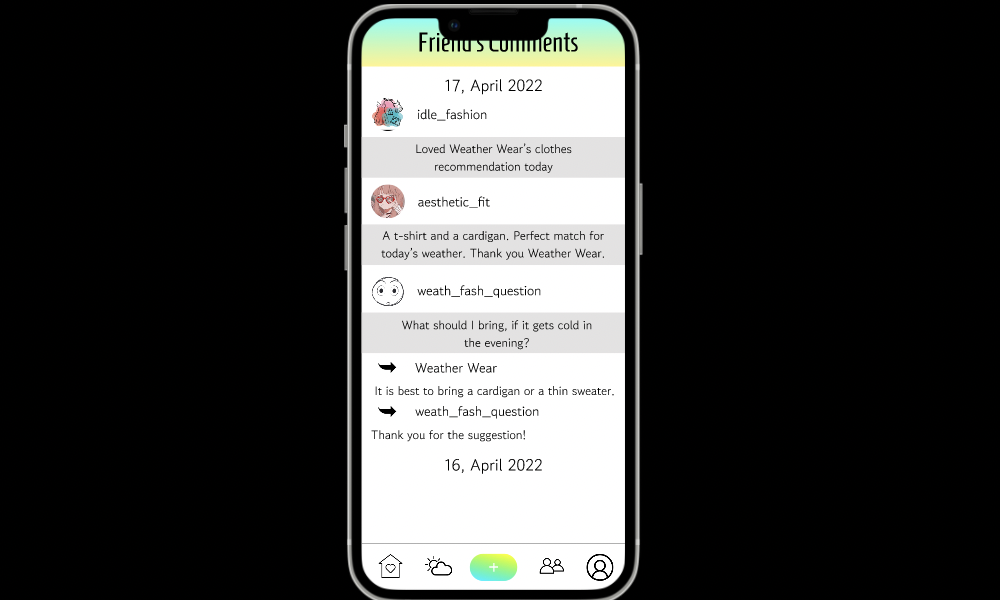 Friend's Comments
17, April 2022
idle_fashion
Loved Weather Wear's clothes
recommendation today
aesthetic_fit
A t-shirt and a cardigan. Perfect match for
today's weather. Thank you Weather Wear.
weath_fash_question
What should I bring, if it gets cold in
the evening?
Weather Wear
It is best to bring a cardigan or a thin sweater.
weath_fash_question
Thank you for the suggestion!
16, April 2022
+